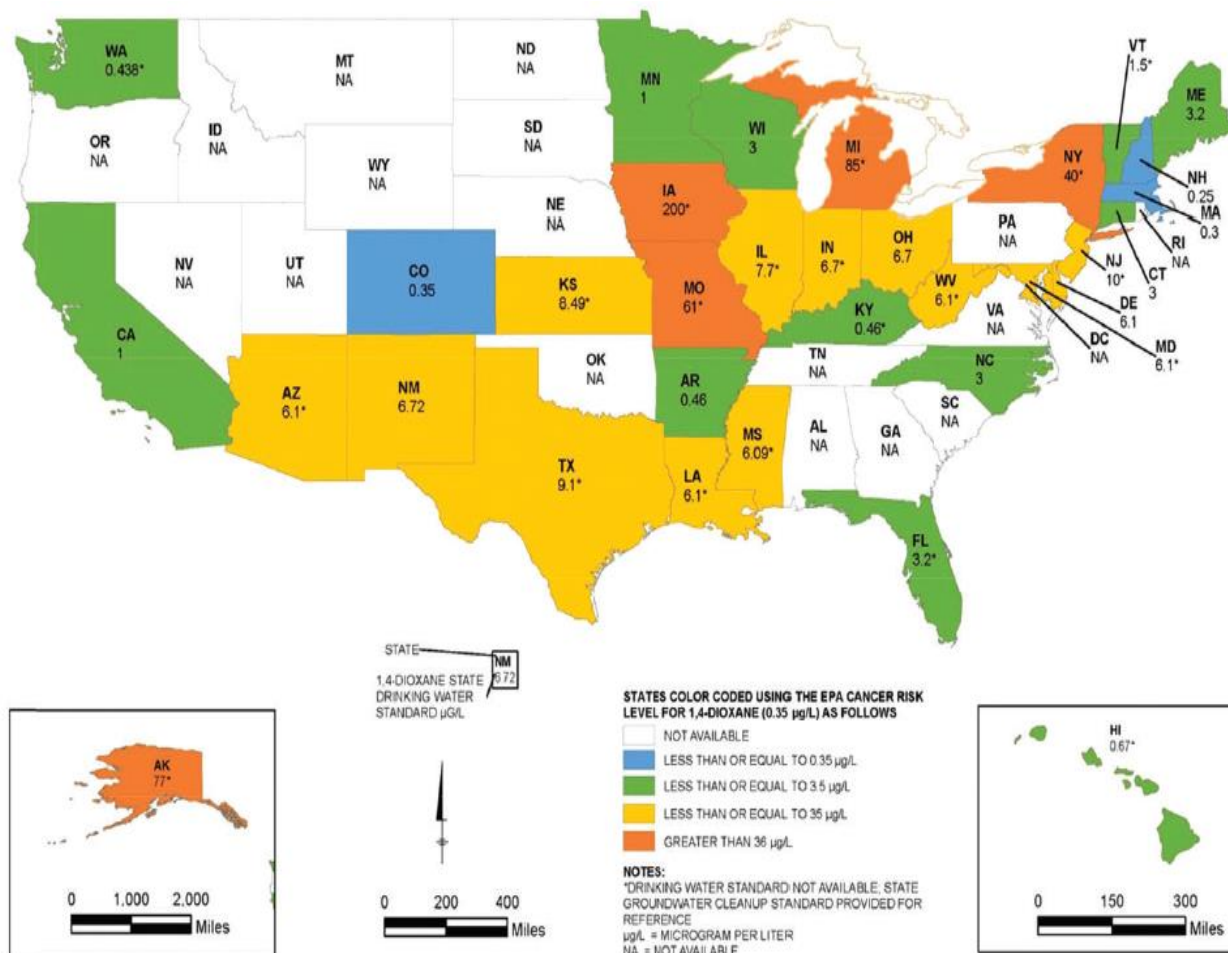 WA
0.438*
MT
NA
ND
NA
MN
1
VT
1.5*
ME
3.2
OR
NA
ID
NA
SD
NA
WI
3
MI
85*
NY
40*
NH
0.25
WY
NA
MA
0.3
IA
200*
NE
NA
PA
NA
RI
NA
NV
NA
UT
NA
CO
0.35
KS
8.49*
IL
7.7*
IN
6.7*
OH
6.7
NJ
10*
CT
3
MO
61*
WV
6.1*
DE
6.1
CA
1
KY
0.46*
VA
NA
DC
NA
MD
6.1*
OK
NA
TN
NA
NC
3
AZ
6.1*
NM
6.72
AR
0.46
SC
NA
TX
9.1*
MS
6.09*
AL
NA
GA
NA
LA
6.1*
FL
3.2*
STATE
NM
6.72
1,4-DIOXANE STATE
DRINKING WATER
STANDARD µG/L
AK
77*
0 1,000 2,000
Miles
0 200 400
Miles
STATES COLOR CODED USING THE EPA CANCER RISK
LEVEL FOR 1,4-DIOXANE (0.35 µg/L) AS FOLLOWS
NOT AVAILABLE
LESS THAN OR EQUAL TO 0.35 µg/L
LESS THAN OR EQUAL TO 3.5 µg/L
LESS THAN OR EQUAL TO 35 µg/L
GREATER THAN 36 µg/L
NOTES:
*DRINKING WATER STANDARD NOT AVAILABLE; STATE
GROUNDWATER CLEANUP STANDARD PROVIDED FOR
REFERENCE
µg/L = MICROGRAM PER LITER
NA = NOT AVAILABLE
HI
0.67*
0 150 300
Miles